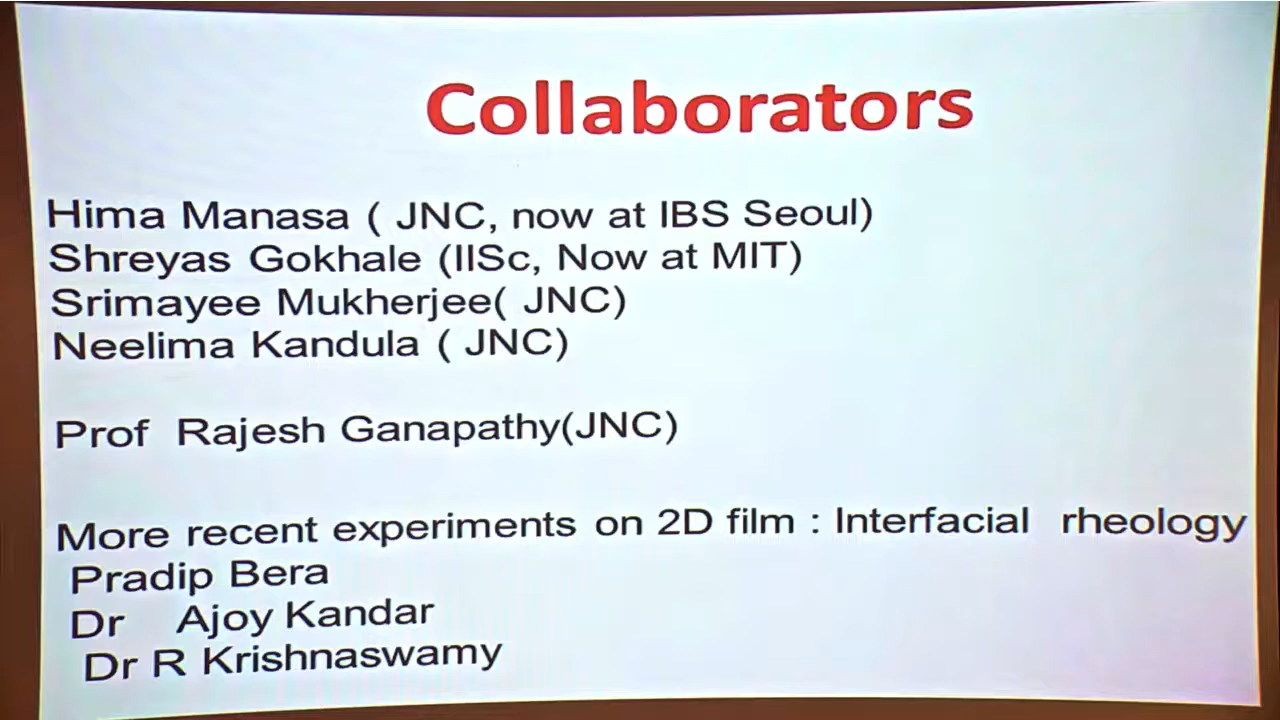 Collaborators
Hima Manasa ( JNC, now at IBS Seoul)
Shreyas Gokhale (IISc, Now at MIT)
Srimayee Mukherjee( JNC)
Neelima Kandula ( JNC)
Prof Rajesh Ganapathy(JNC)
More recent experiments on 2D film : Interfacial rheology
Pradip Bera
Dr Ajoy Kandar
Dr R Krishnaswamy